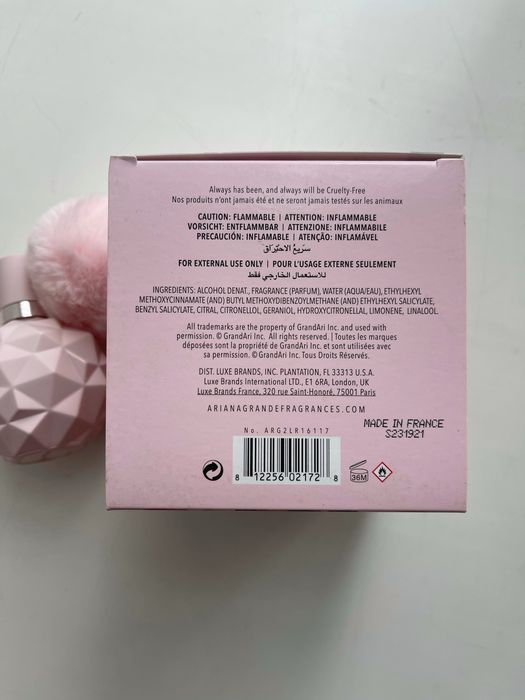 Always has been, and always will be Cruelty-Free
Nos produits n'ont jamais été et ne seront jamais testés sur les animaux
CAUTION: FLAMMABLE | ATTENTION: INFLAMMABLE
VORSICHT: ENTFLAMMBAR | ATTENZIONE: INFLAMMABILE
PRECAUCIÓN: INFLAMABLE | ATENÇÃO: INFLAMÁVEL
سريع الاحتراق
FOR EXTERNAL USE ONLY | POUR L'USAGE EXTERNE SEULEMENT
للاستعمال الخارجي فقط
INGREDIENTS: ALCOHOL DENAT., FRAGRANCE (PARFUM), WATER (AQUA/EAU), ETHYLHEXYL
METHOXYCINNAMATE (AND) BUTYL METHOXYDIBENZOYLMETHANE (AND) ETHYLHEXYL SALICYLATE,
BENZYL SALICYLATE, CITRAL, CITRONELLOL, GERANIOL, HYDROXYCITRONELLAL, LIMONENE, LINALOOL.
All trademarks are the property of GrandAri Inc. and used with
permission. © GrandAri Inc. | Toutes les marques
déposées sont la propriété de GrandAri Inc. et sont utilisées avec
sa permission. © GrandAri Inc. Tous Droits Réservés.
DIST. LUXE BRANDS, INC. PLANTATION, FL 33313 U.S.A.
Luxe Brands International LTD., E1 6RA, London, UK
Luxe Brands France, 320 rue Saint-Honoré, 75001 Paris
ARIANAGRANDEFRAGRANCES.COM
MADE IN FRANCE
S231921
No. ARG2LR16117
8 12256 02172 8
36M